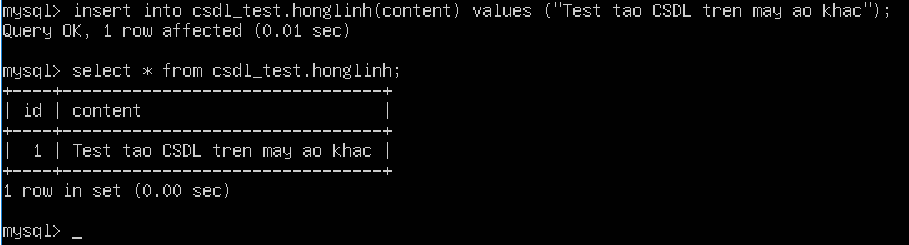 mysql> insert into csdl_test.honglinh(content) values ("Test tao CSDL tren may ao khac");
Query OK, 1 row affected (0.01 sec)
mysql> select * from csdl_test.honglinh;
+----+--------------------------------+
| id | content                        |
+----+--------------------------------+
|  1 | Test tao CSDL tren may ao khac |
+----+--------------------------------+
1 row in set (0.00 sec)
mysql> _